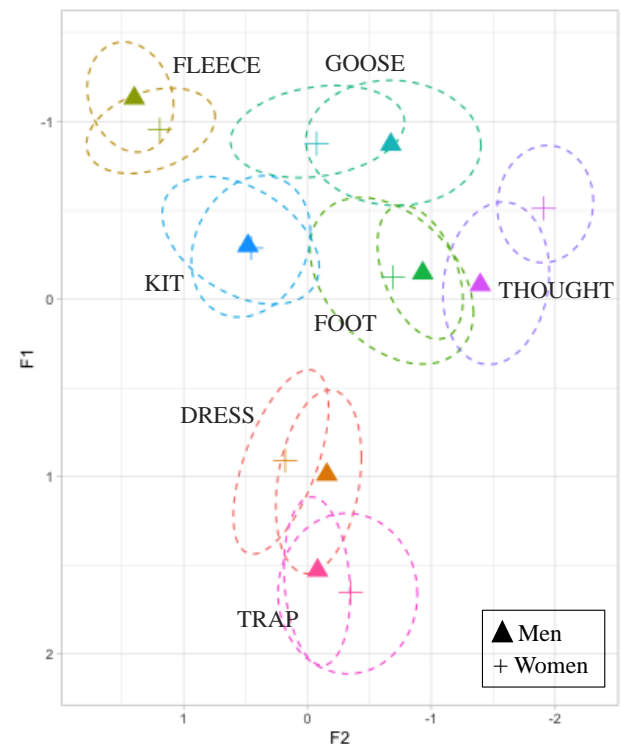 FLEECE
GOOSE
-1
KIT
THOUGHT
0
FOOT
F1
DRESS
1
TRAP
Men
Women
2
1
0
-1
-2
F2